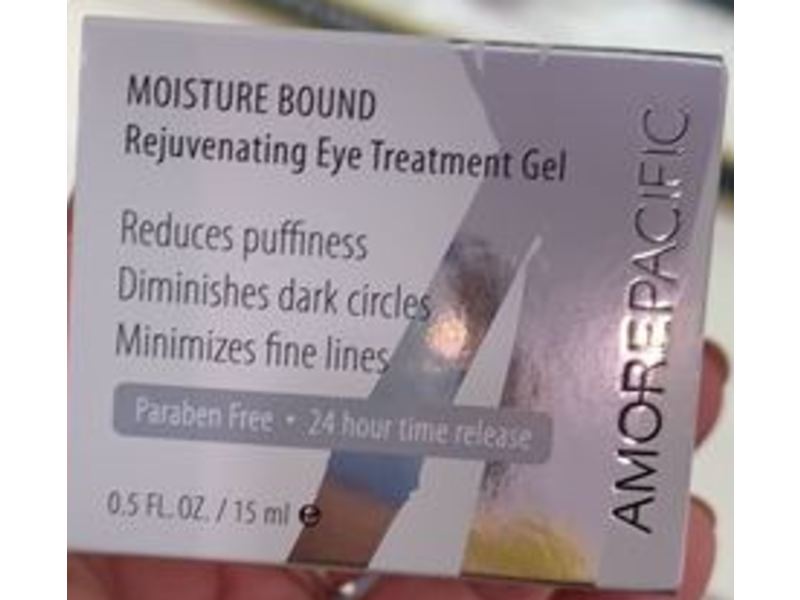 MOISTURE BOUND
Rejuvenating Eye Treatment Gel
Reduces puffiness
Diminishes dark circles
Minimizes fine lines
Paraben Free • 24 hour time release
0.5 FL. OZ. / 15 ml ℮
AMOREPACIFIC